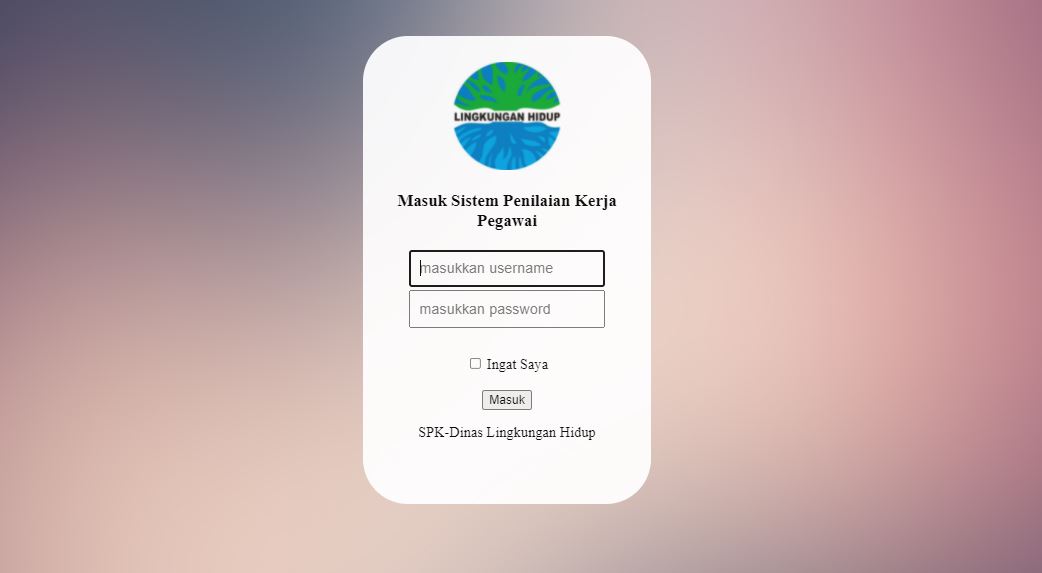 LINGKUNGAN HIDUP
Masuk Sistem Penilaian Kerja
Pegawai
masukkan username
masukkan password
Ingat Saya
Masuk
SPK-Dinas Lingkungan Hidup